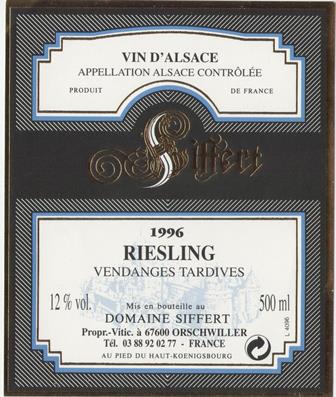 VIN D'ALSACE
APPELLATION ALSACE CONTRÔLÉE
PRODUIT DE FRANCE
Siffert
1996
RIESLING
VENDANGES TARDIVES
12 % vol. Mis en bouteille au 500 ml
DOMAINE SIFFERT
Propr.-Vitic. à 67600 ORSCHWILLER
Tél. 03 88 92 02 77 - FRANCE
AU PIED DU HAUT-KOENIGSBOURG
L 4096